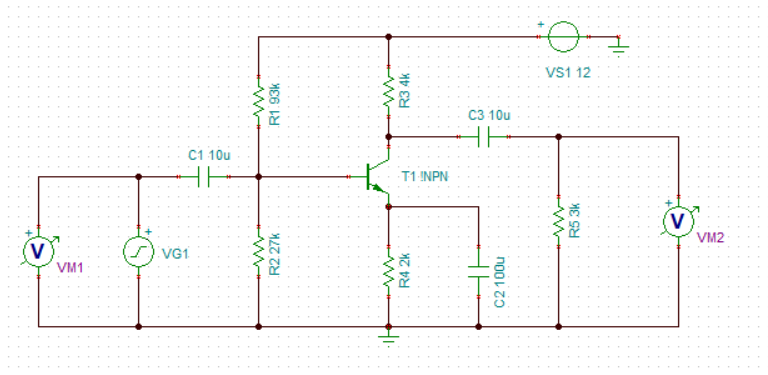 +
VS1 12
R1 93k
R3 4k
C3 10u
C1 10u
T1 !NPN
+
V
VM1
+
VG1
R2 27k
R4 2k
C2 100u
R5 3k
+
V
VM2